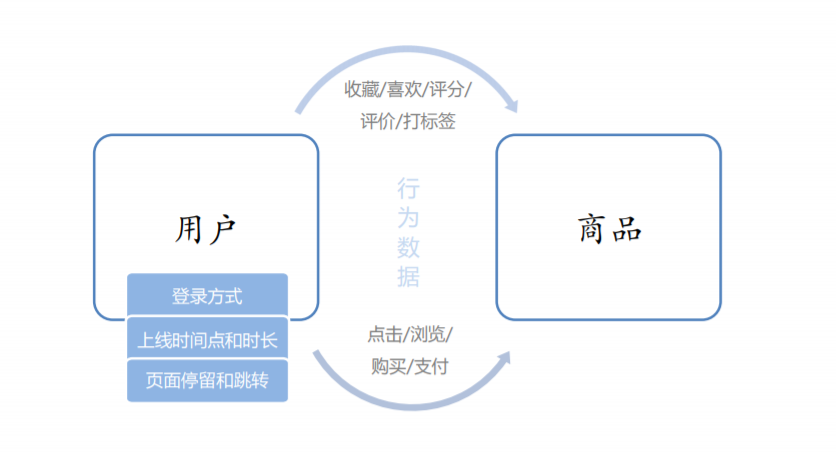 收藏/喜欢/评分/
评价/打标签
用户
行
为
数
据
商品
登录方式
上线时间点和时长
页面停留和跳转
点击/浏览/
购买/支付